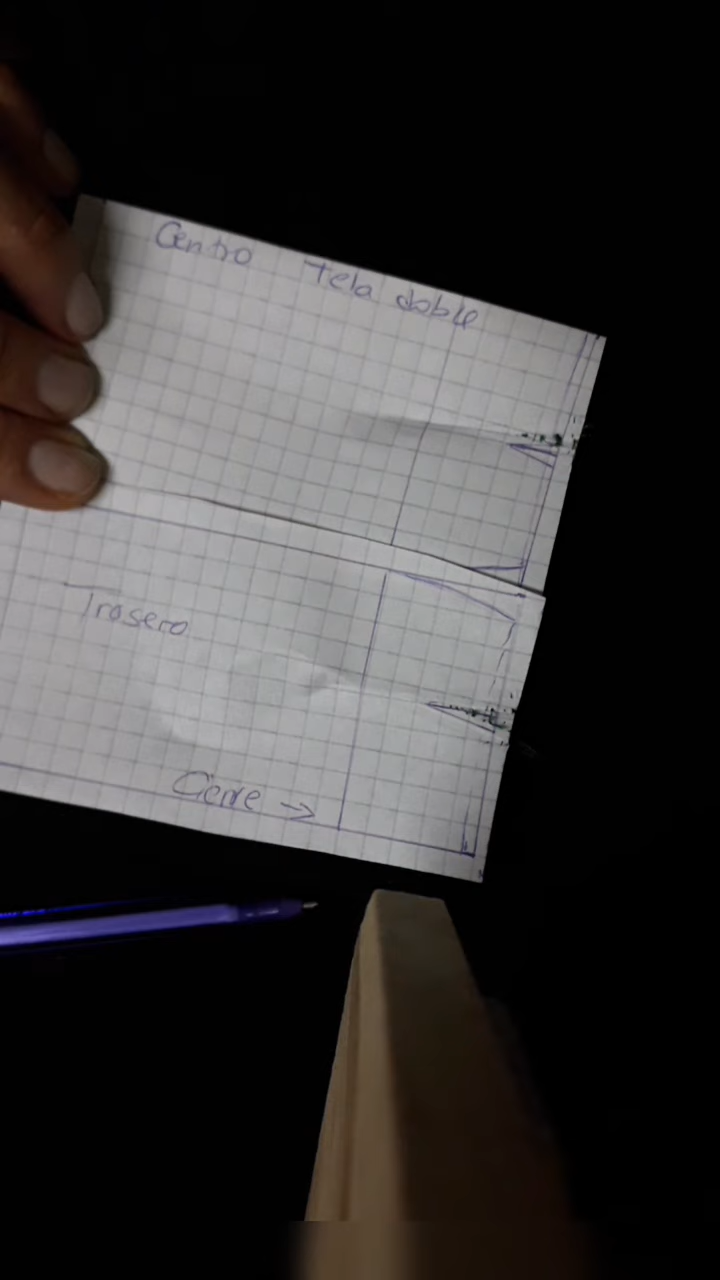 Centro Tela doble
Trasero
Cierre →